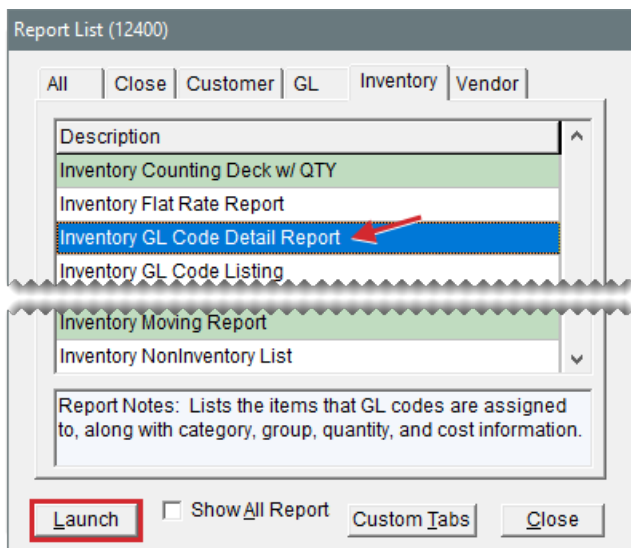 Report List (12400)
All Close Customer GL Inventory Vendor
Description
Inventory Counting Deck w/ QTY
Inventory Flat Rate Report
Inventory GL Code Detail Report
Inventory GL Code Listing
Inventory Moving Report
Inventory NonInventory List
Report Notes: Lists the items that GL codes are assigned
to, along with category, group, quantity, and cost information.
Launch Show All Report Custom Tabs Close